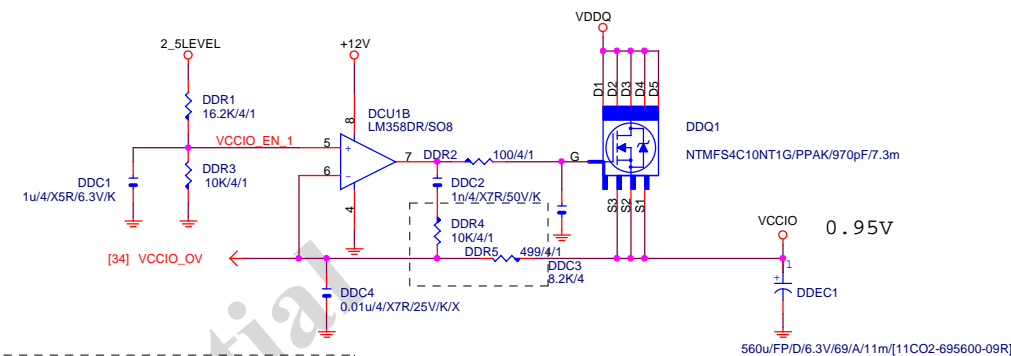 VDDQ
2_5LEVEL
+12V
D1
D2
D3
D4
D5
DDR1
16.2K/4/1
8
DCU1B
LM358DR/SO8
DDQ1
VCCIO_EN_1
5
+
7
DDR2
100/4/1
G
NTMFS4C10NT1G/PPAK/970pF/7.3m
DDR3
10K/4/1
6
-
DDC1
1u/4/X5R/6.3V/K
4
DDC2
1n/4/X7R/50V/K
S3
S2
S1
DDR4
10K/4/1
VCCIO
0.95V
[34] VCCIO_OV
DDR5
499/4/1
DDC3
8.2K/4
1
+
DDEC1
DDC4
0.01u/4/X7R/25V/K/X
tial
560u/FP/D/6.3V/69/A/11m/[11CO2-695600-09R]